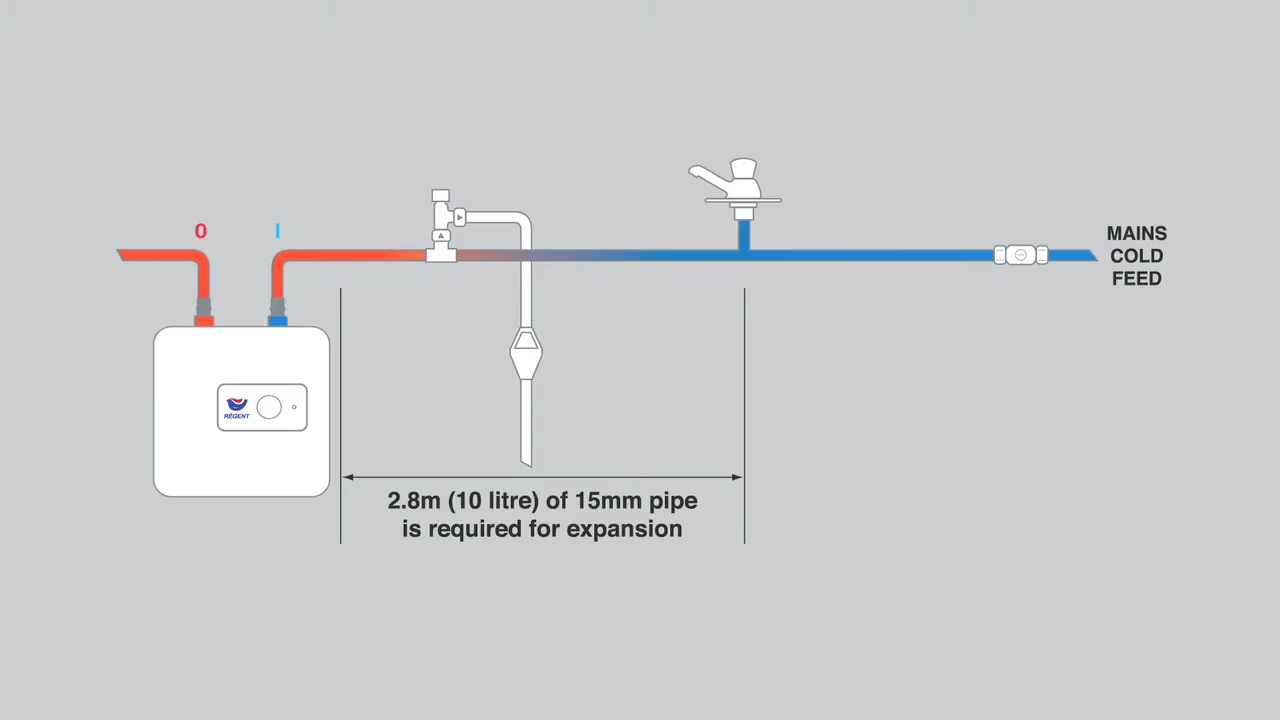 O
I
MAINS
COLD
FEED
RÉGENT
2.8m (10 litre) of 15mm pipe
is required for expansion